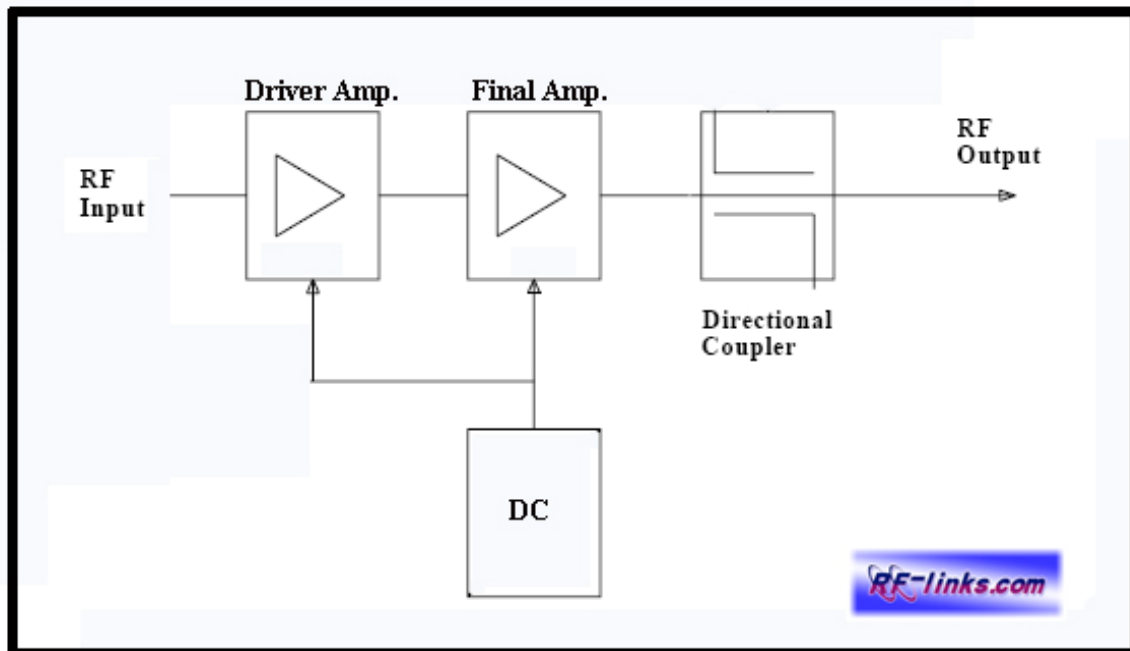 Driver Amp.
Final Amp.
RF
Input
RF
Output
Directional
Coupler
DC
RF-links.com